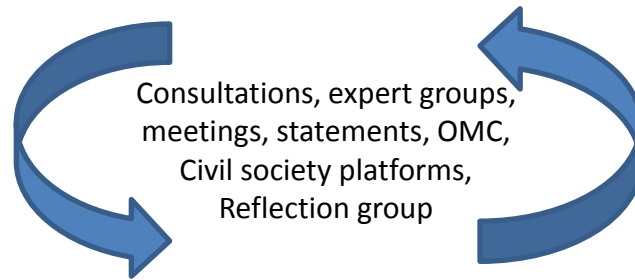 Consultations, expert groups,
meetings, statements, OMC,
Civil society platforms,
Reflection group